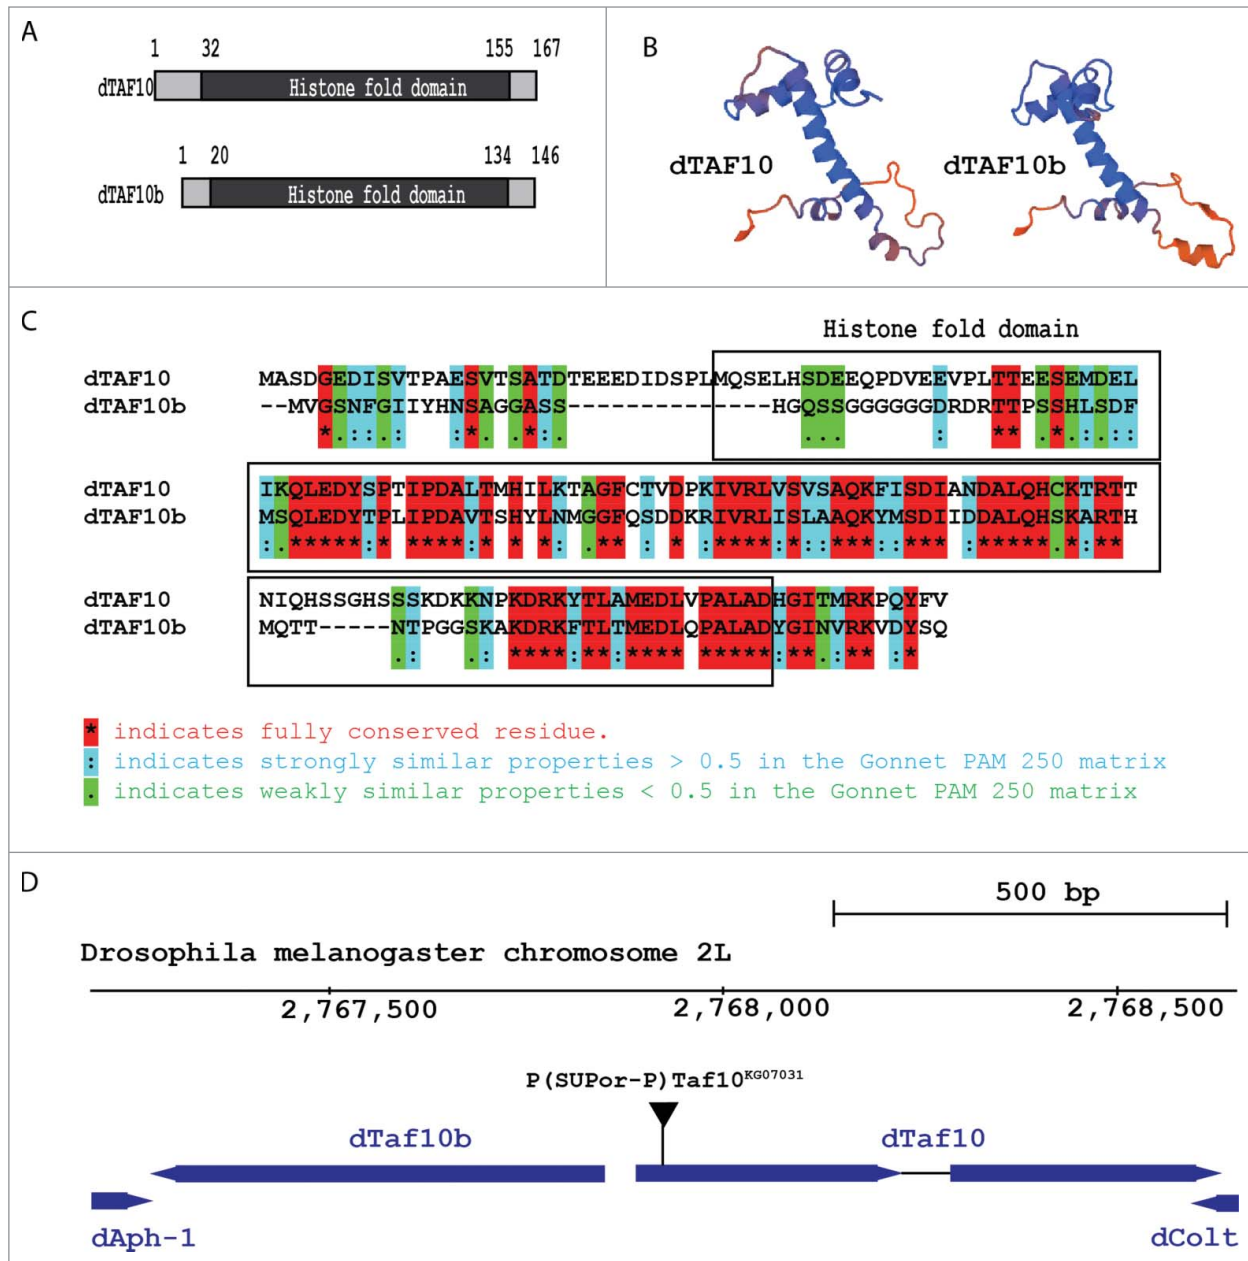 A
1 32 155 167
dTAF10 Histone fold domain
1 20 134 146
dTAF10b Histone fold domain
B
dTAF10 dTAF10b
C
Histone fold domain
dTAF10 MASDGEDISVTPAESVTSATDTEEEDIDSPLMQSELHSDEEQPDVEEVPLTTEESEMDEL
dTAF10b --MVGSNFGIIYHNSAGGASS--------------HGQSSGGGGGGDRDRTTPSSHLSDF
*.::.: :*. .*:. ... : ** .*.:.::
dTAF10 IKQLEDYSPTIPDALTMHILKTAGFCTVDPKIVRLVSVSAQKFISDIANDALQHCKTRTT
dTAF10b MSQLEDYTPLIPDAVTSHYLNMGGFQSDDKRIVRLISLAAQKYMSDIIDDALQHSKARTH
:.*****:* ****:* * *: .** : * :****:*::***::*** :*****.*:**
dTAF10 NIQHSSGHSSSKDKKNPKDRKYTLAMEDLVPALADHGITMRKPQYFV
dTAF10b MQTT-----NTPGGSKAKDRKFTLTMEDLQPALADYGINVRKVDYSQ
.: .: ****:**:**** *****:**.:** :*
* indicates fully conserved residue.
: indicates strongly similar properties > 0.5 in the Gonnet PAM 250 matrix
. indicates weakly similar properties < 0.5 in the Gonnet PAM 250 matrix
D
500 bp
Drosophila melanogaster chromosome 2L
2,767,500 2,768,000 2,768,500
P(SUPor-P)Taf10KG07031
dTaf10b dTaf10
dAph-1 dColt